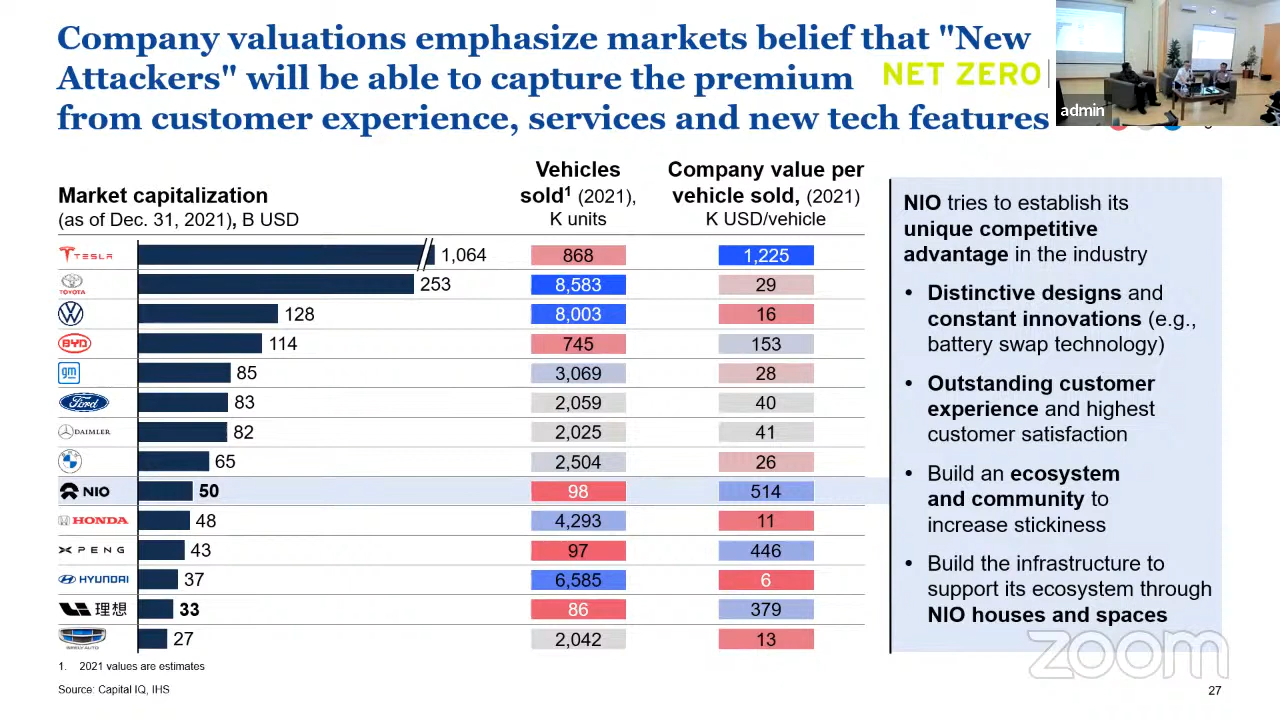 Company valuations emphasize markets belief that "New
Attackers" will be able to capture the premium
from customer experience, services and new tech features
NET ZERO
admin
Market capitalization
(as of Dec. 31, 2021), B USD
Vehicles
sold¹ (2021),
K units
Company value per
vehicle sold, (2021)
K USD/vehicle
TESLA 1,064 868 1,225
TOYOTA 253 8,583 29
VW 128 8,003 16
BYD 114 745 153
gm 85 3,069 28
Ford 83 2,059 40
DAIMLER 82 2,025 41
65 2,504 26
NIO 50 98 514
HONDA 48 4,293 11
XPENG 43 97 446
HYUNDAI 37 6,585 6
理想 33 86 379
GEELY AUTO 27 2,042 13
1. 2021 values are estimates
Source: Capital IQ, IHS
NIO tries to establish its
unique competitive
advantage in the industry
• Distinctive designs and
constant innovations (e.g.,
battery swap technology)
• Outstanding customer
experience and highest
customer satisfaction
• Build an ecosystem
and community to
increase stickiness
• Build the infrastructure to
support its ecosystem through
NIO houses and spaces
zoom
27